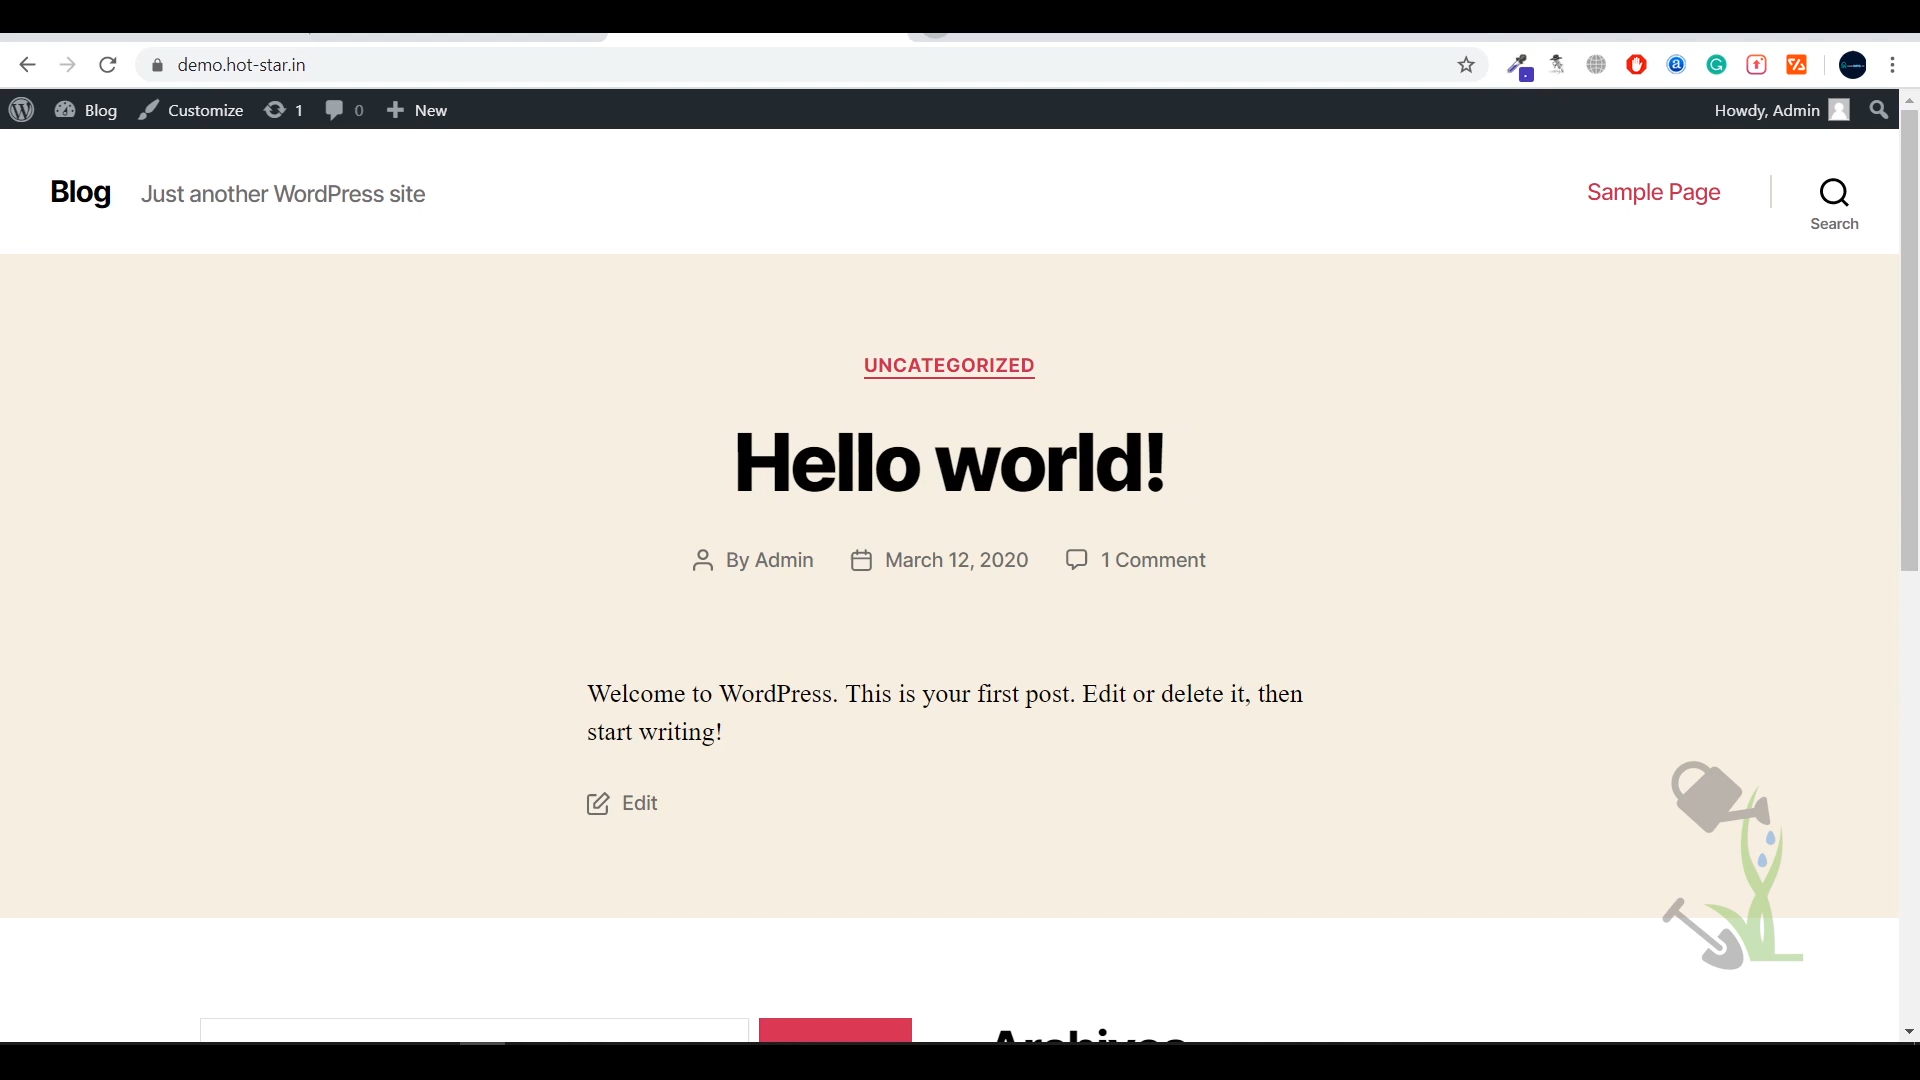 demo.hot-star.in
Blog
Customize
1
0
New
Howdy, Admin
Blog
Just another WordPress site
Sample Page
Search
UNCATEGORIZED
Hello world!
By Admin
March 12, 2020
1 Comment
Welcome to WordPress. This is your first post. Edit or delete it, then
start writing!
Edit
Archives